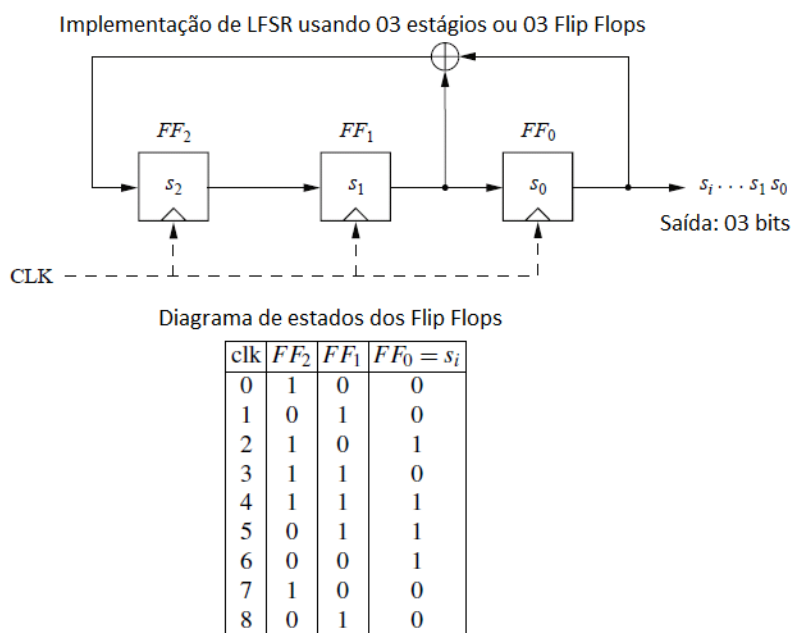 Implementação de LFSR usando 03 estágios ou 03 Flip Flops
FF₂ FF₁ FF₀
s₂ s₁ s₀ sᵢ · · · s₁ s₀
Saída: 03 bits
CLK
Diagrama de estados dos Flip Flops
clk FF₂ FF₁ FF₀ = sᵢ
0 1 0 0
1 0 1 0
2 1 0 1
3 1 1 0
4 1 1 1
5 0 1 1
6 0 0 1
7 1 0 0
8 0 1 0